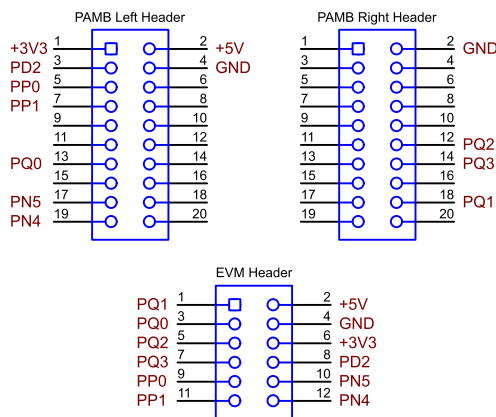 PAMB Left Header
PAMB Right Header
+3V3 1 2 +5V
PD2 3 4 GND
PP0 5 6
PP1 7 8
9 10
11 12
PQ0 13 14
15 16
PN5 17 18
PN4 19 20
1 2 GND
3 4
5 6
7 8
9 10
11 12 PQ2
13 14 PQ3
15 16
17 18 PQ1
19 20
EVM Header
PQ1 1 2 +5V
PQ0 3 4 GND
PQ2 5 6 +3V3
PQ3 7 8 PD2
PP0 9 10 PN5
PP1 11 12 PN4